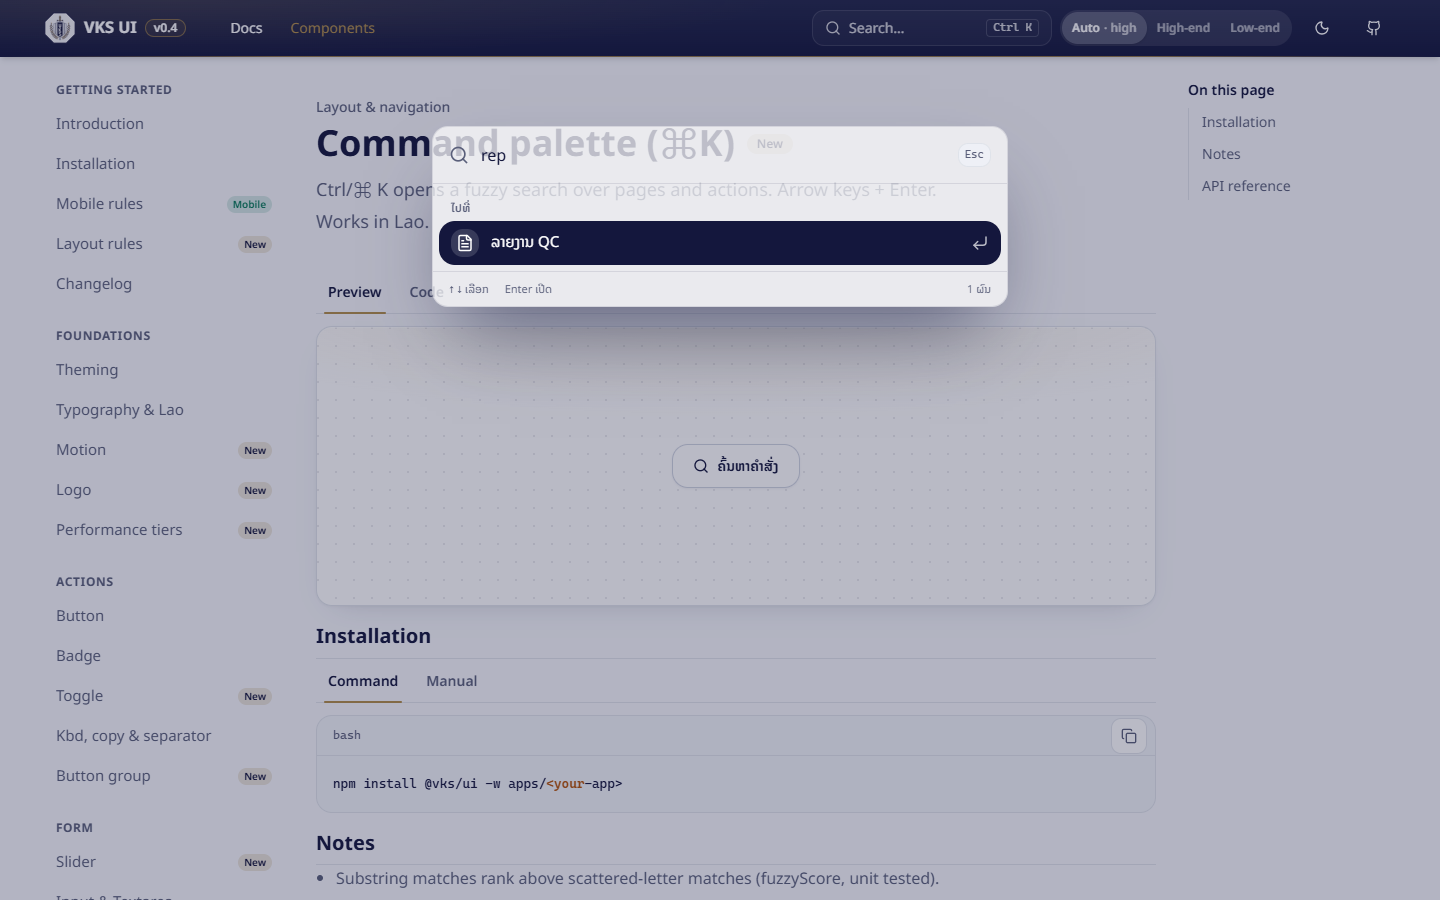 VKS UI v0.4 Docs Components Search... Ctrl K Auto · high High-end Low-end
GETTING STARTED
Introduction
Installation
Mobile rules Mobile
Layout rules New
Changelog
FOUNDATIONS
Theming
Typography & Lao
Motion New
Logo New
Performance tiers New
ACTIONS
Button
Badge
Toggle New
Kbd, copy & separator
Button group New
FORM
Slider New
Layout & navigation
Command palette (⌘K) New
Ctrl/⌘ K opens a fuzzy search over pages and actions. Arrow keys + Enter.
Works in Lao.
rep Esc
ໄປທີ່
ລາຍງານ QC
↑↓ ເລືອກ Enter ເປີດ 1 ຜົນ
Preview Code
ຄົ້ນຫາຄຳສັ່ງ
Installation
Command Manual
bash
npm install @vks/ui -w apps/<your-app>
Notes
• Substring matches rank above scattered-letter matches (fuzzyScore, unit tested).
On this page
Installation
Notes
API reference